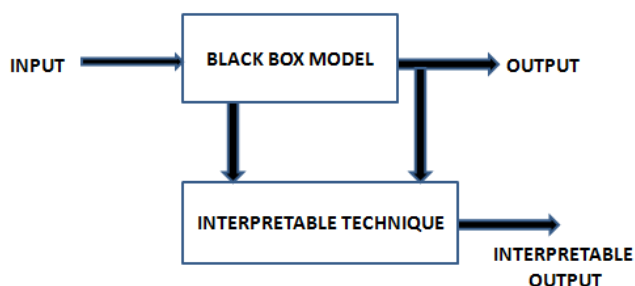 INPUT
BLACK BOX MODEL
OUTPUT
INTERPRETABLE TECHNIQUE
INTERPRETABLE
OUTPUT